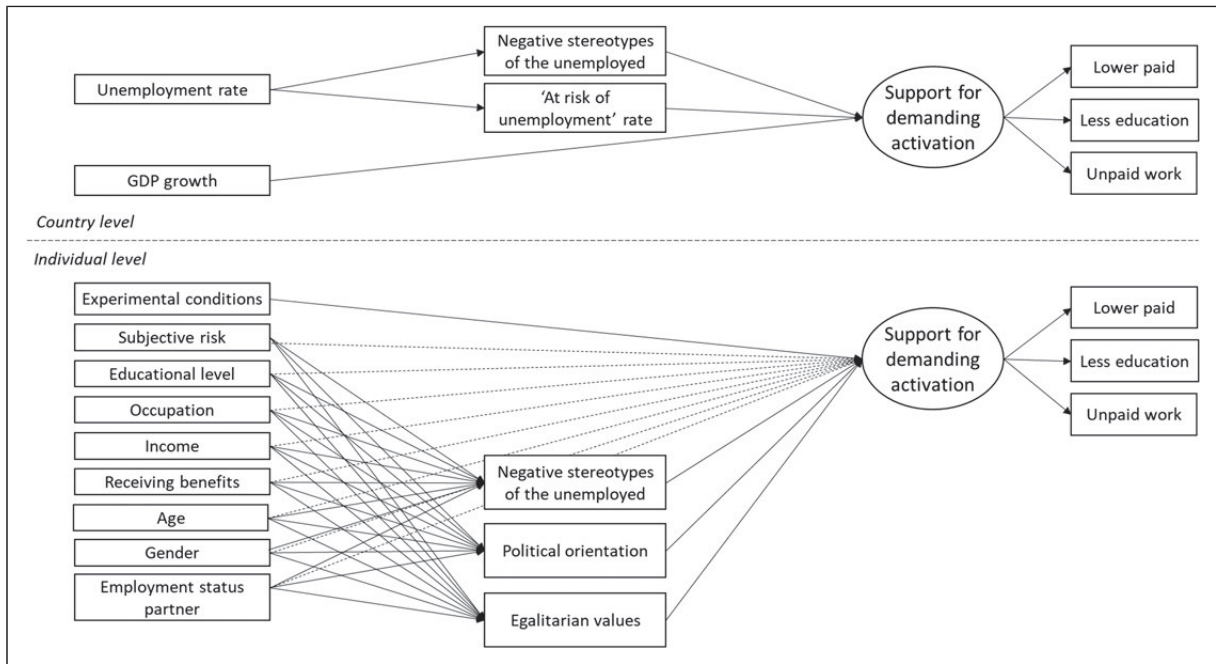 Unemployment rate
GDP growth
Negative stereotypes
of the unemployed
‘At risk of
unemployment’ rate
Support for
demanding
activation
Lower paid
Less education
Unpaid work
Country level
Individual level
Experimental conditions
Subjective risk
Educational level
Occupation
Income
Receiving benefits
Age
Gender
Employment status
partner
Negative stereotypes
of the unemployed
Political orientation
Egalitarian values
Support for
demanding
activation
Lower paid
Less education
Unpaid work